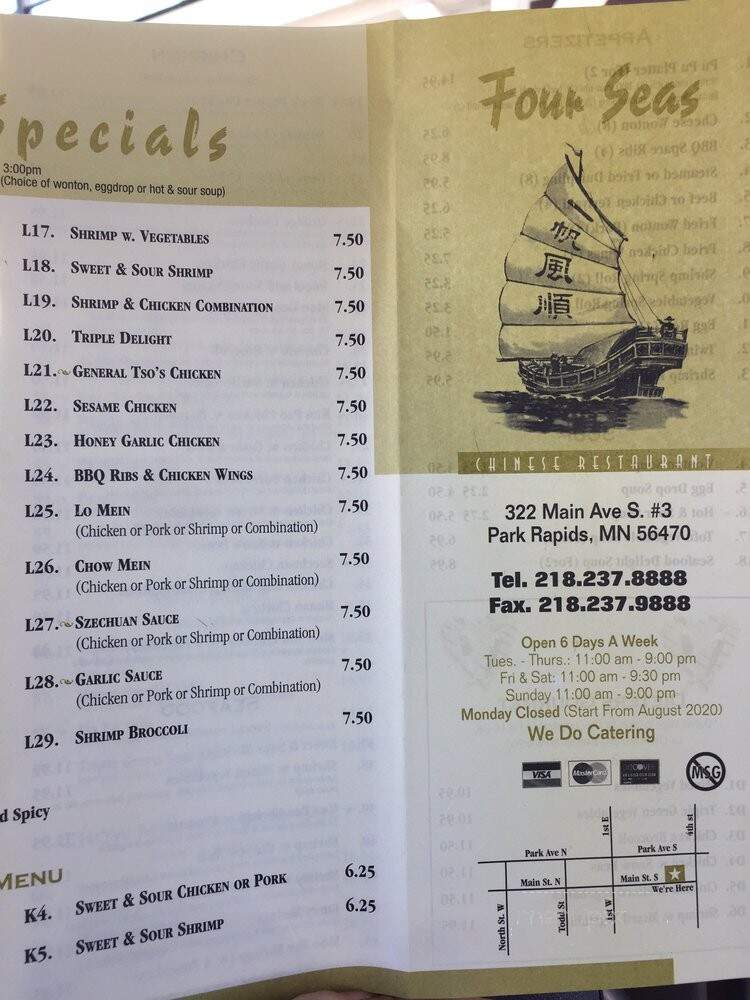 Specials
3:00pm
(Choice of wonton, eggdrop or hot & sour soup)
L17. SHRIMP W. VEGETABLES 7.50
L18. SWEET & SOUR SHRIMP 7.50
L19. SHRIMP & CHICKEN COMBINATION 7.50
L20. TRIPLE DELIGHT 7.50
L21. GENERAL TSO'S CHICKEN 7.50
L22. SESAME CHICKEN 7.50
L23. HONEY GARLIC CHICKEN 7.50
L24. BBQ RIBS & CHICKEN WINGS 7.50
L25. LO MEIN 7.50
(Chicken or Pork or Shrimp or Combination)
L26. CHOW MEIN 7.50
(Chicken or Pork or Shrimp or Combination)
L27. SZECHUAN SAUCE 7.50
(Chicken or Pork or Shrimp or Combination)
L28. GARLIC SAUCE 7.50
(Chicken or Pork or Shrimp or Combination)
L29. SHRIMP BROCCOLI 7.50
d Spicy
MENU
K4. SWEET & SOUR CHICKEN OR PORK 6.25
K5. SWEET & SOUR SHRIMP 6.25
Four Seas
帆
風
順
CHINESE RESTAURANT
322 Main Ave S. #3
Park Rapids, MN 56470
Tel. 218.237.8888
Fax. 218.237.9888
Open 6 Days A Week
Tues. - Thurs.: 11:00 am - 9:00 pm
Fri & Sat: 11:00 am - 9:30 pm
Sunday 11:00 am - 9:00 pm
Monday Closed (Start From August 2020)
We Do Catering
VISA MasterCard DISCOVER MSG
1st E
4th st
Park Ave N
Park Ave S
Main St. N
Main St. S
We're Here
North St. W
Todd St
1st W